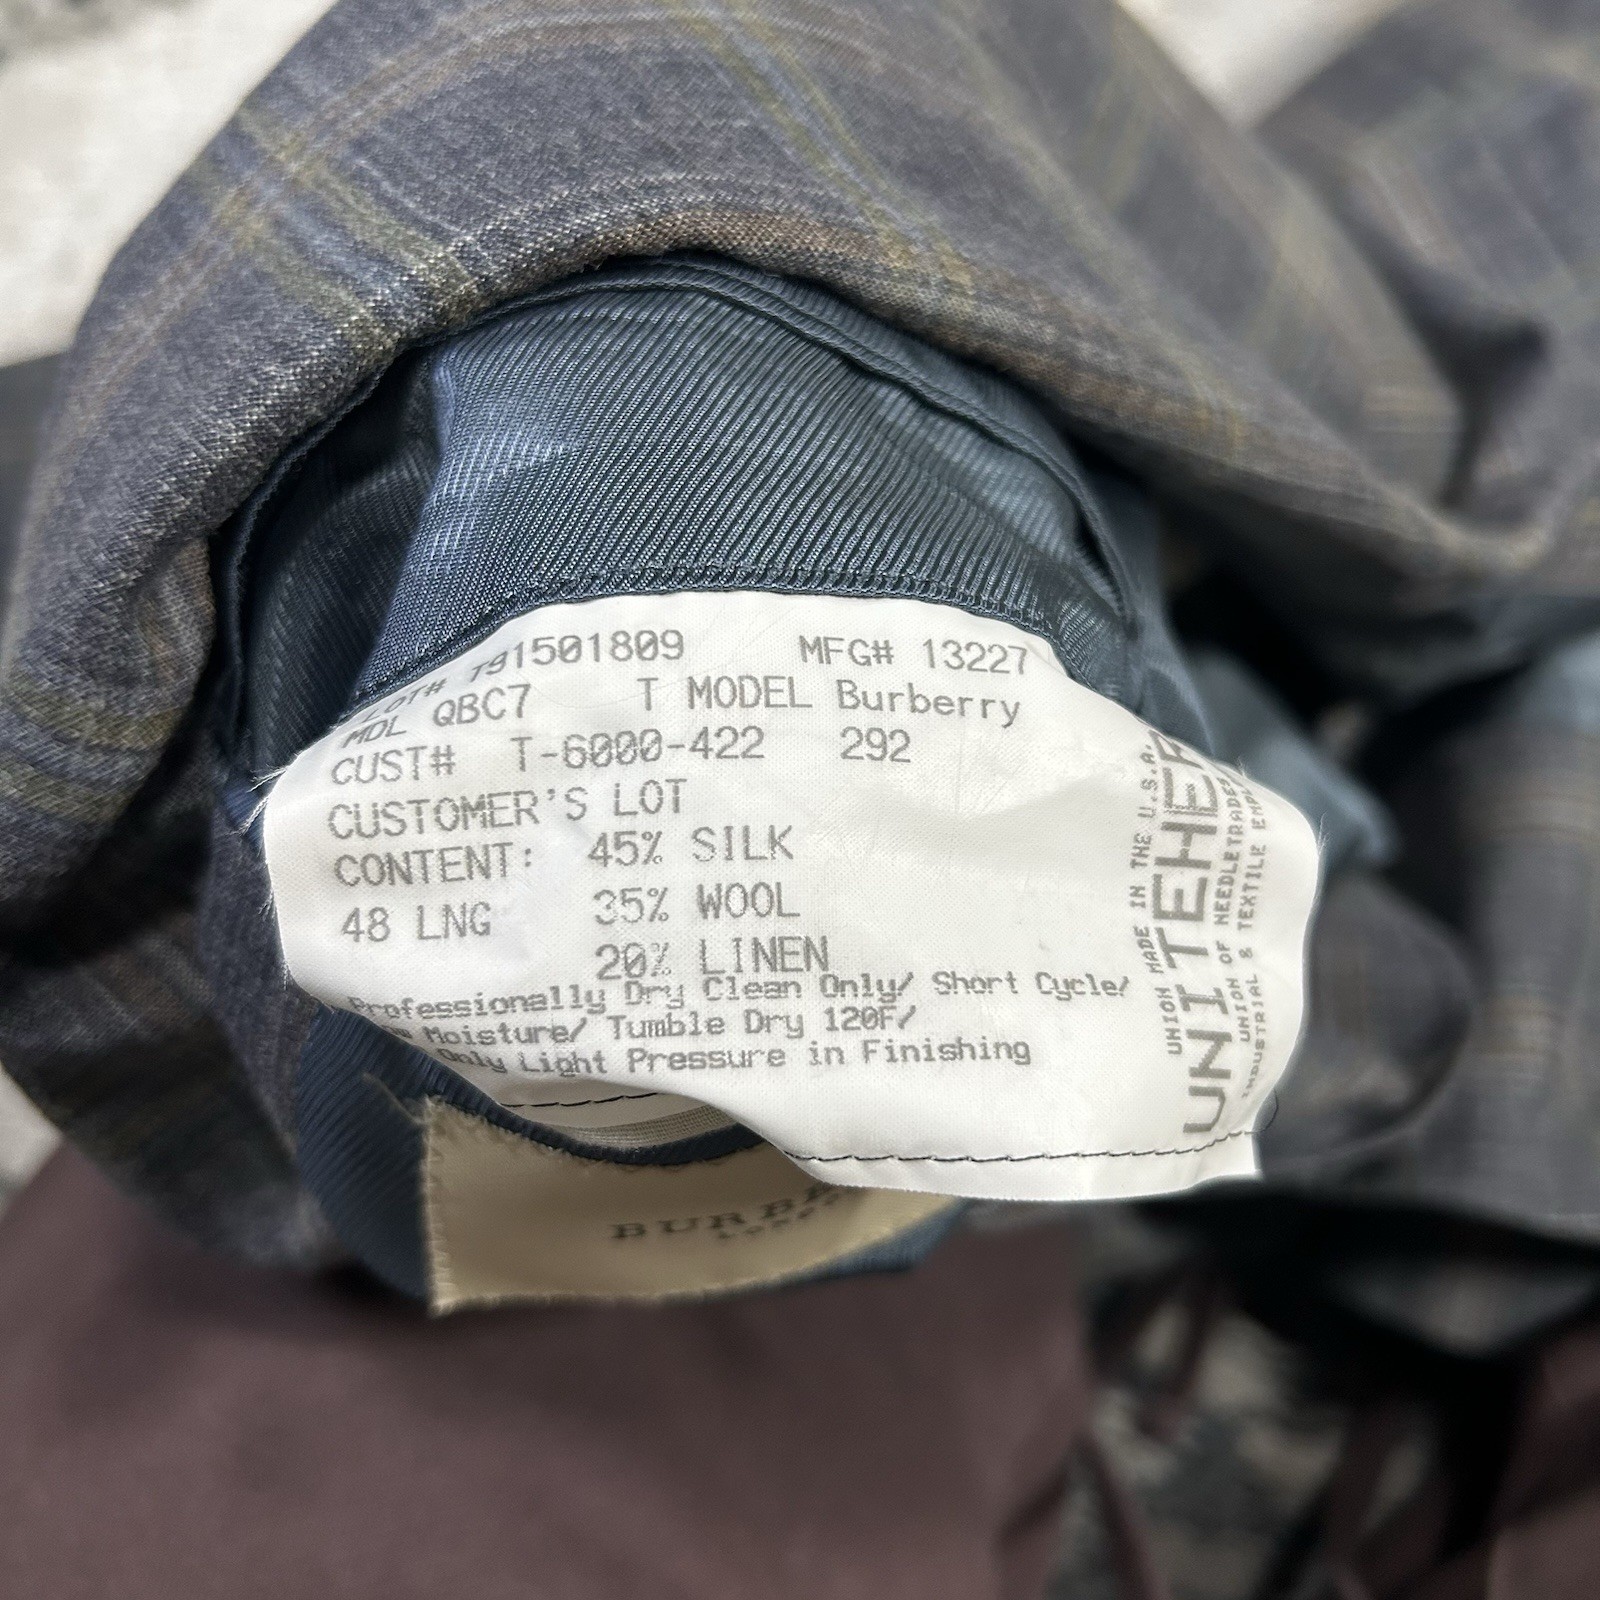 LOT# T91501809 MFG# 13227
MDL QBC7 T MODEL Burberry
CUST# T-6000-422 292
CUSTOMER'S LOT
CONTENT: 45% SILK
48 LNG 35% WOOL
20% LINEN
Professionally Dry Clean Only/ Short Cycle/
Moisture/ Tumble Dry 120F/
Only Light Pressure in Finishing
UNION MADE IN THE U.S.A.
UNITEHERE
UNION OF NEEDLETRADES
INDUSTRIAL & TEXTILE